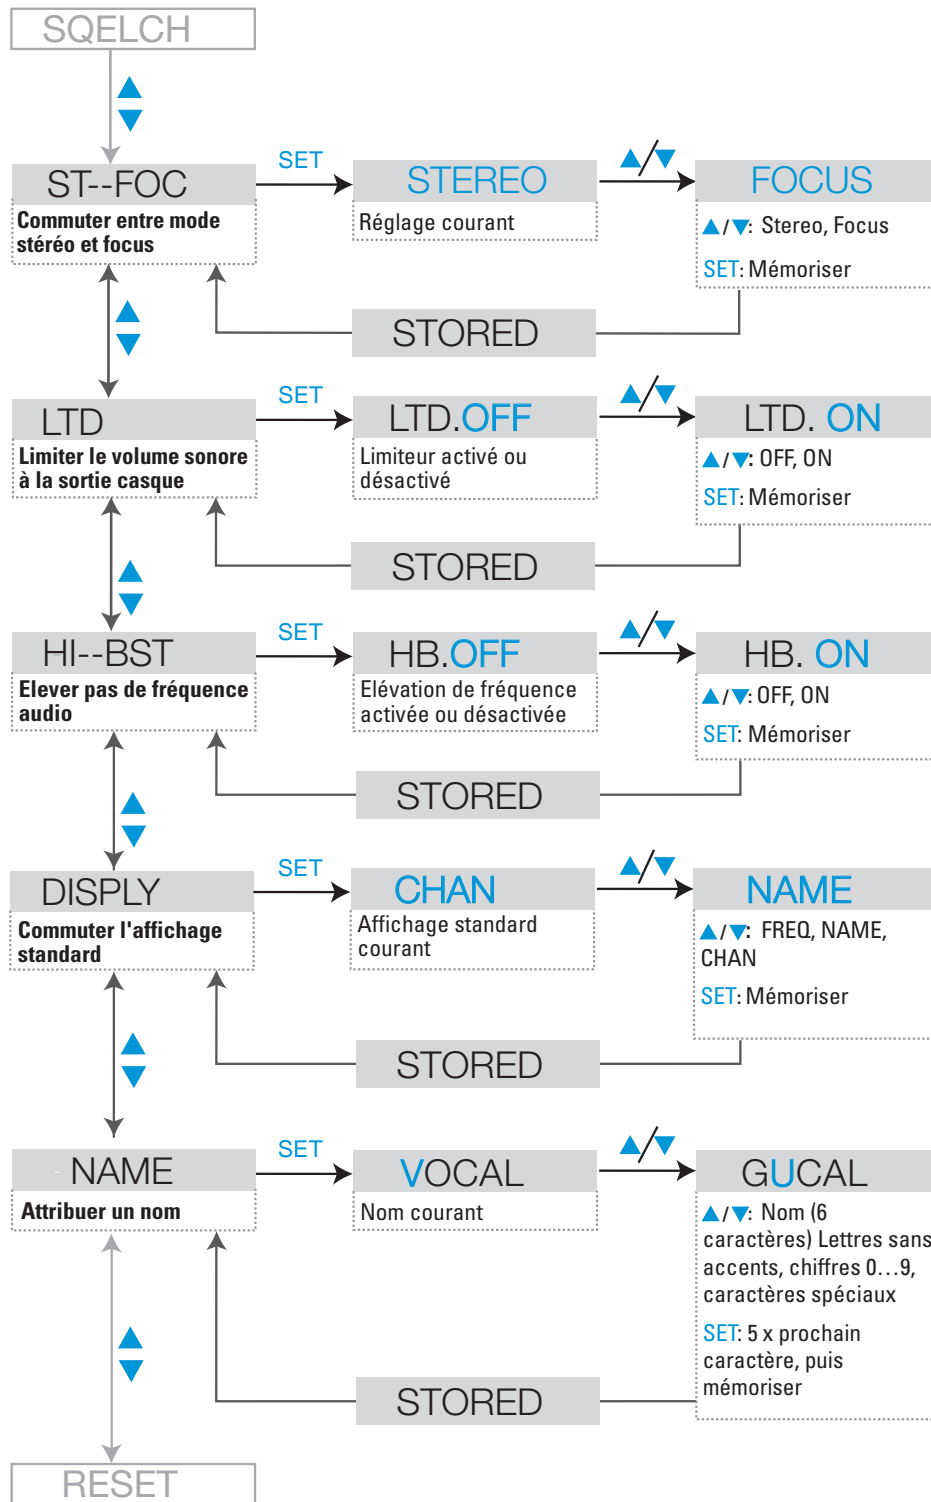 SQELCH
▲
▼
ST--FOC
Commuter entre mode
stéréo et focus
SET
STEREO
Réglage courant
▲/▼
FOCUS
▲/▼: Stereo, Focus
SET: Mémoriser
STORED
▲
▼
LTD
Limiter le volume sonore
à la sortie casque
SET
LTD.OFF
Limiteur activé ou
désactivé
▲/▼
LTD. ON
▲/▼: OFF, ON
SET: Mémoriser
STORED
▲
▼
HI--BST
Elever pas de fréquence
audio
SET
HB.OFF
Elévation de fréquence
activée ou désactivée
▲/▼
HB. ON
▲/▼: OFF, ON
SET: Mémoriser
STORED
▲
▼
DISPLY
Commuter l'affichage
standard
SET
CHAN
Affichage standard
courant
▲/▼
NAME
▲/▼: FREQ, NAME,
CHAN
SET: Mémoriser
STORED
▲
▼
NAME
Attribuer un nom
SET
VOCAL
Nom courant
▲/▼
GUCAL
▲/▼: Nom (6
caractères) Lettres sans
accents, chiffres 0...9,
caractères spéciaux
SET: 5 x prochain
caractère, puis
mémoriser
STORED
▲
▼
RESET